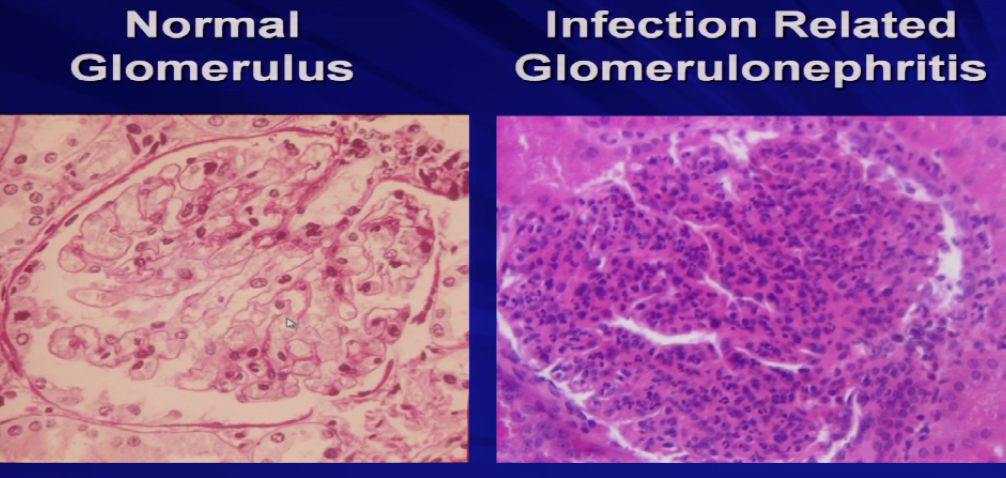 Normal
Glomerulus
Infection Related
Glomerulonephritis